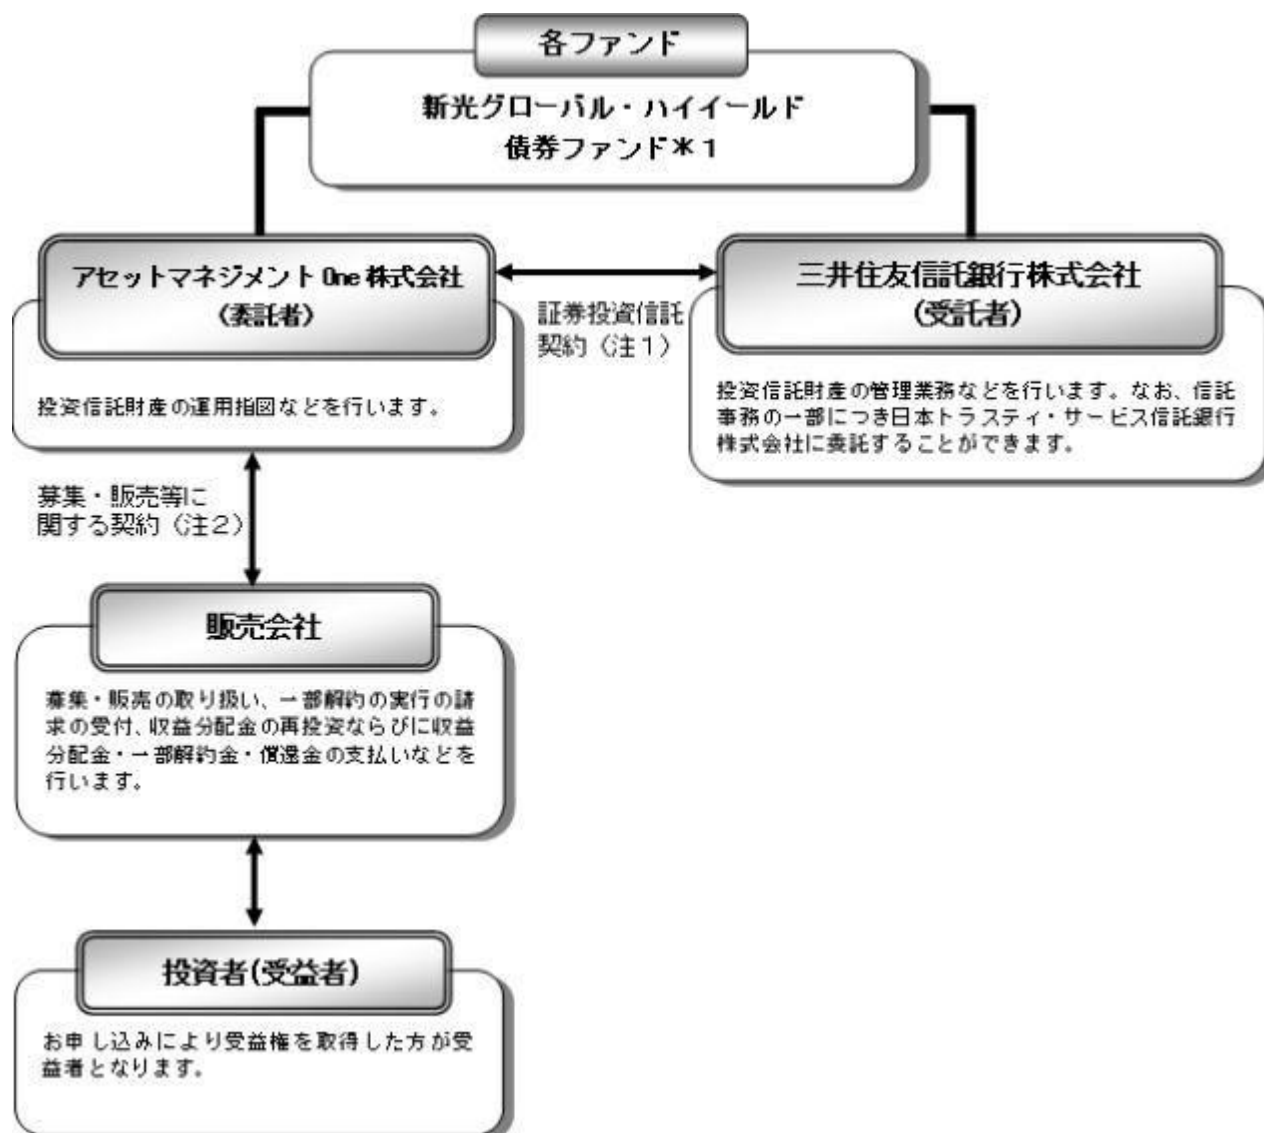 各ファンド
新光グローバル・ハイイールド
債券ファンド＊１
アセットマネジメント One 株式会社
（委託者）
証券投資信託
契約（注１）
三井住友信託銀行株式会社
(受託者)
投資信託財産の運用指図などを行います。
投資信託財産の管理業務などを行います。なお、信託
事務の一部につき日本トラスティ・サービス信託銀行
株式会社に委託することができます。
募集・販売等に
関する契約（注２）
販売会社
募集・販売の取り扱い、一部解約の実行の請
求の受付、収益分配金の再投資ならびに収益
分配金・一部解約金・償還金の支払いなどを
行います。
投資者(受益者)
お申し込みにより受益権を取得した方が受
益者となります。